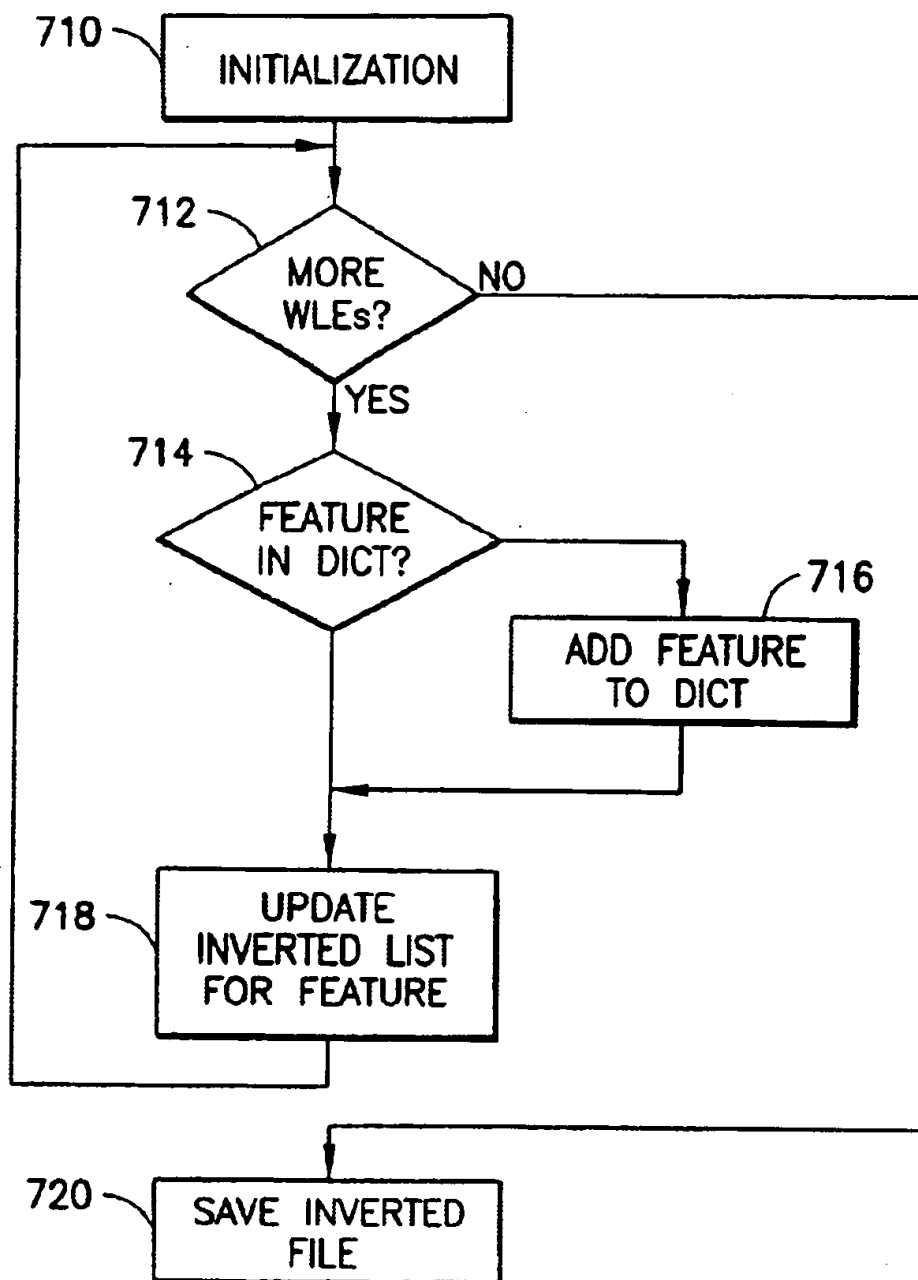 710
INITIALIZATION
712
MORE
WLEs?
NO
YES
714
FEATURE
IN DICT?
716
ADD FEATURE
TO DICT
718
UPDATE
INVERTED LIST
FOR FEATURE
720
SAVE INVERTED
FILE